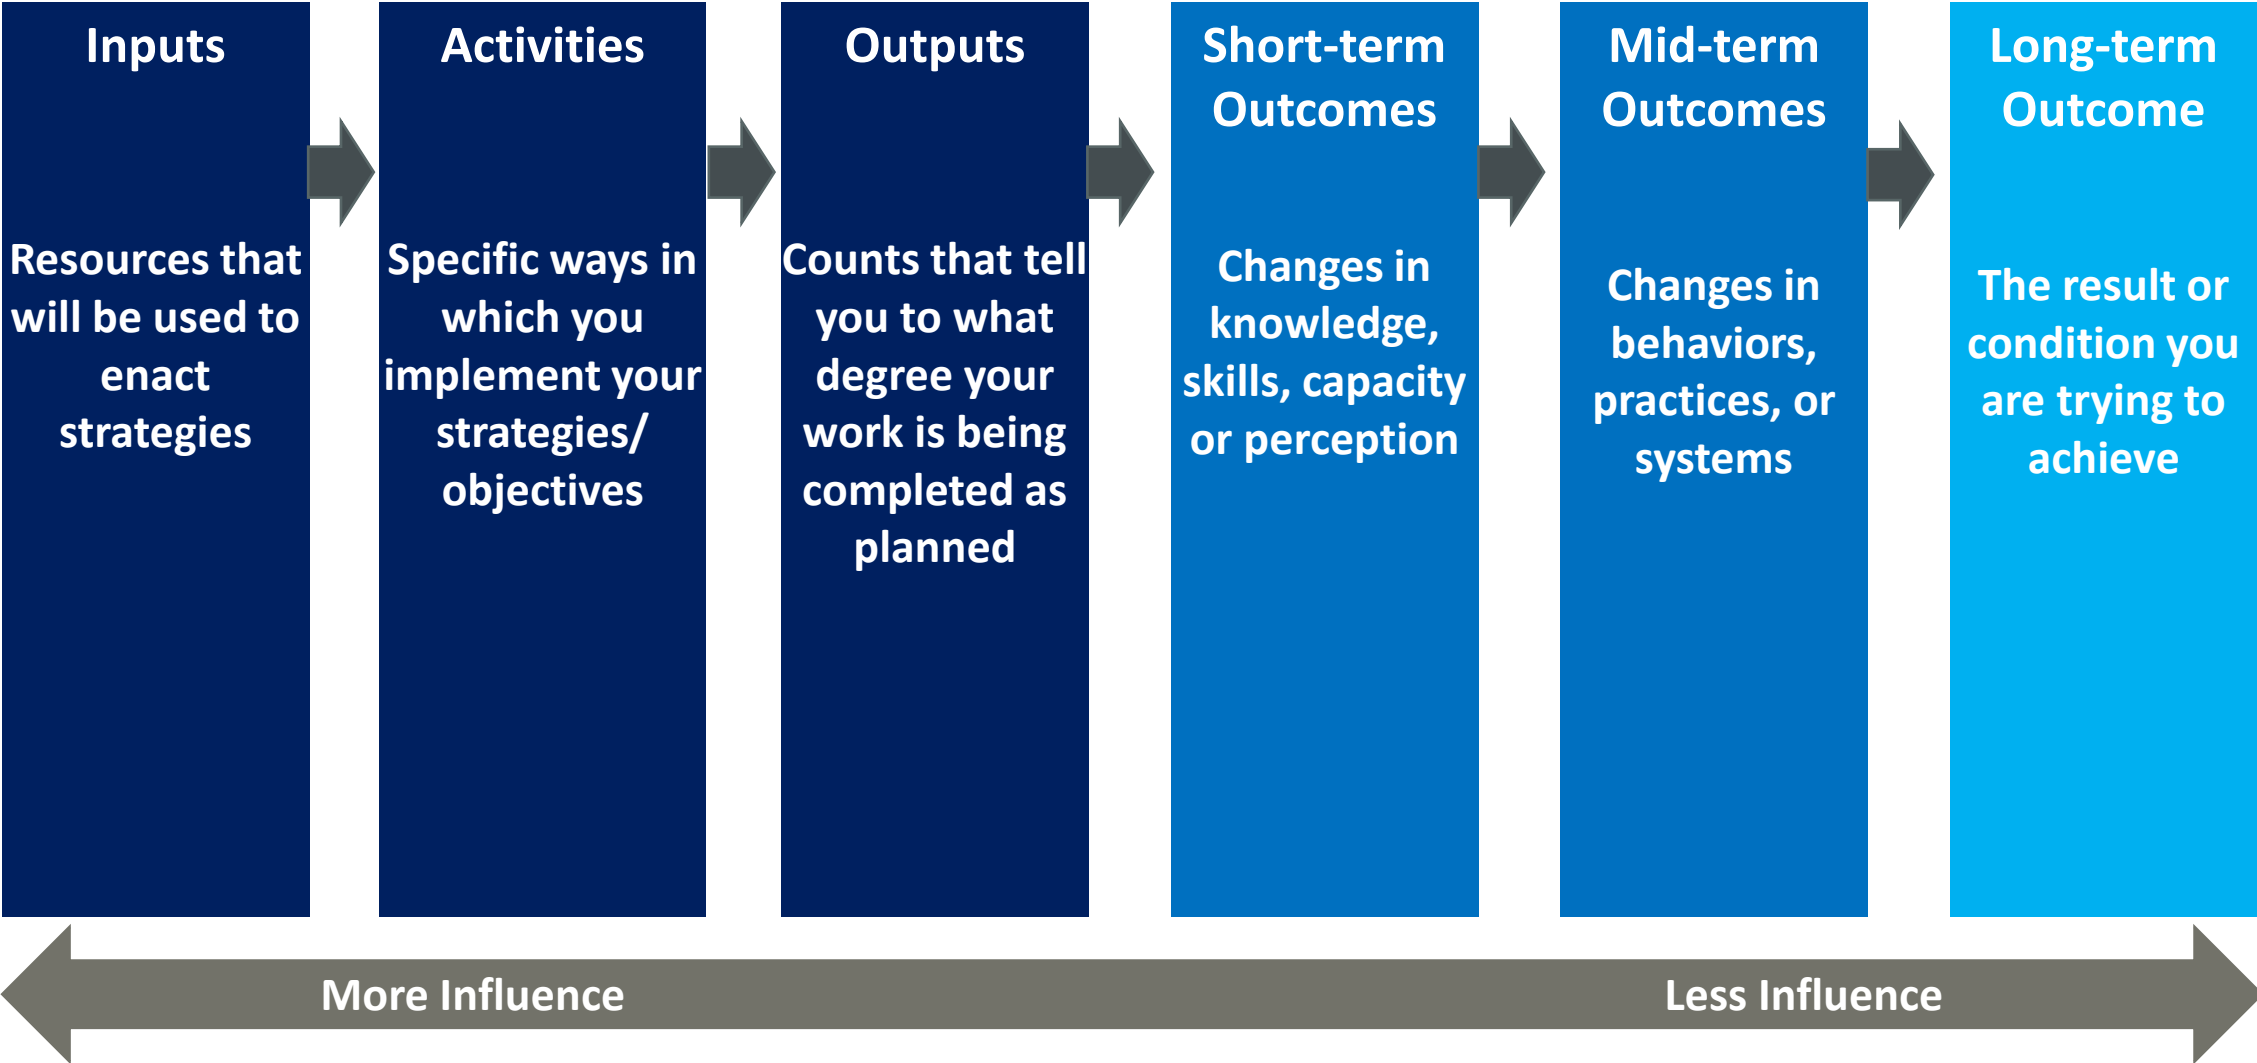 Inputs
Resources that
will be used to
enact
strategies
Activities
Specific ways in
which you
implement your
strategies/
objectives
Outputs
Counts that tell
you to what
degree your
work is being
completed as
planned
Short-term
Outcomes
Changes in
knowledge,
skills, capacity
or perception
Mid-term
Outcomes
Changes in
behaviors,
practices, or
systems
Long-term
Outcome
The result or
condition you
are trying to
achieve
More Influence
Less Influence